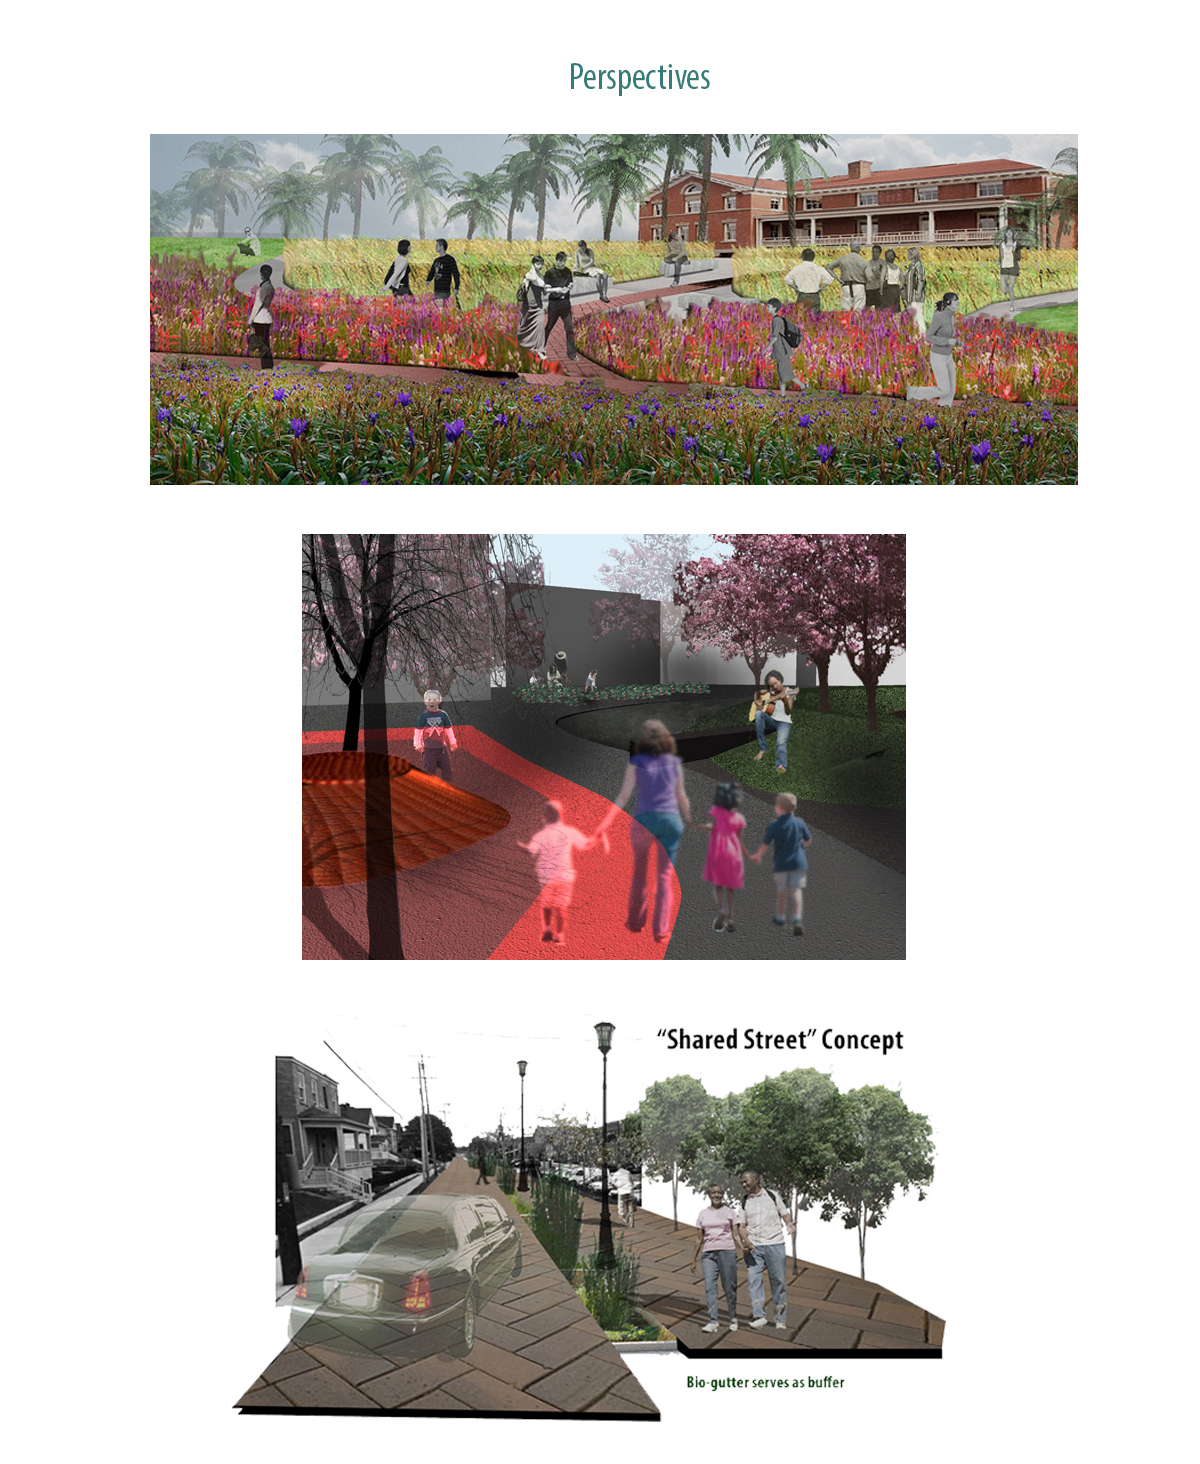 Perspectives
“Shared Street” Concept
Bio-gutter serves as buffer